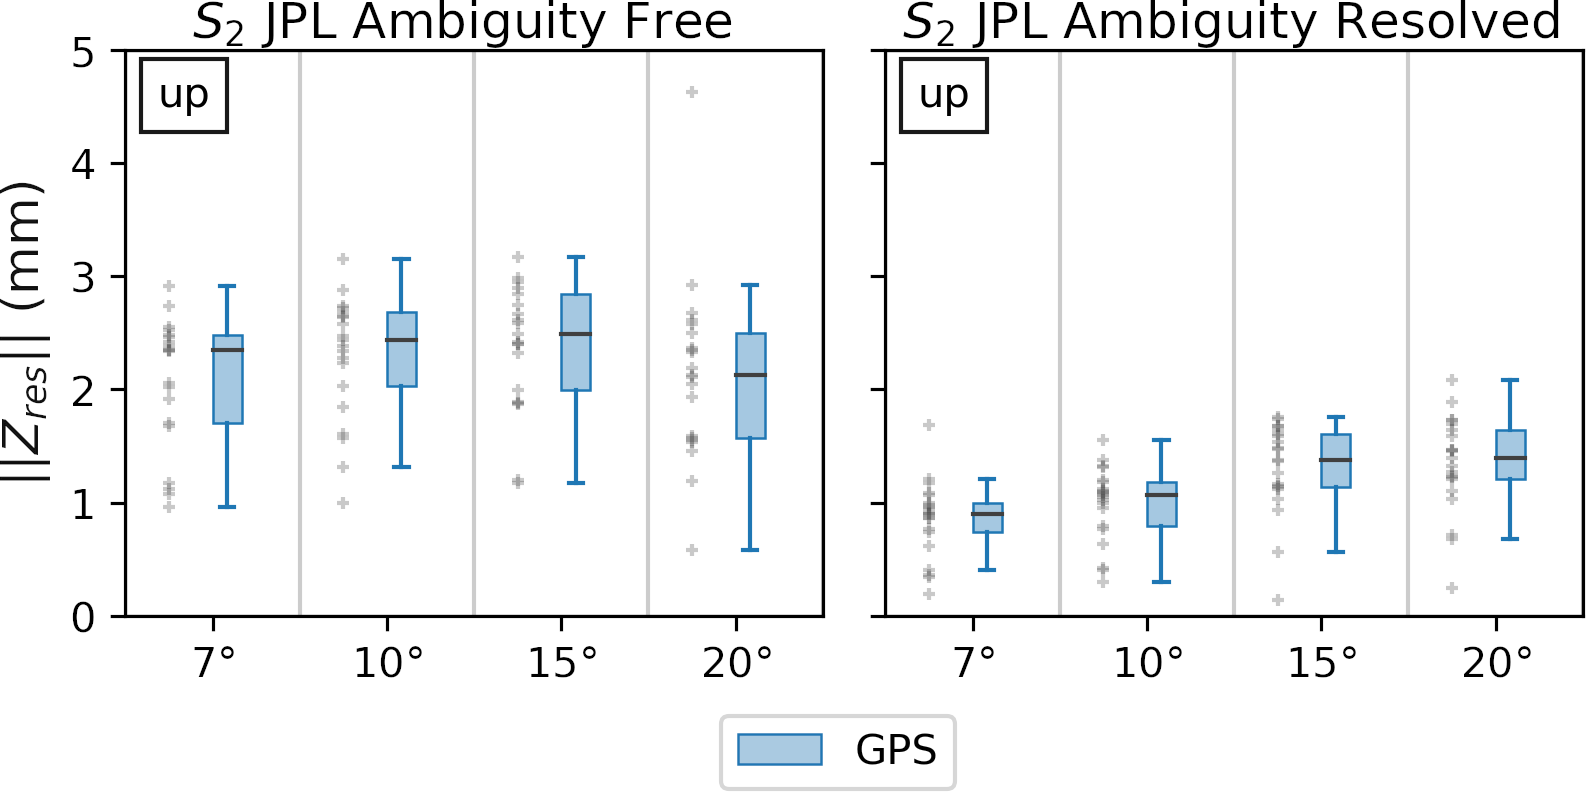 S₂ JPL Ambiguity Free
S₂ JPL Ambiguity Resolved
||Z_res|| (mm)
5
4
3
2
1
0
up
up
7° 10° 15° 20°
7° 10° 15° 20°
GPS